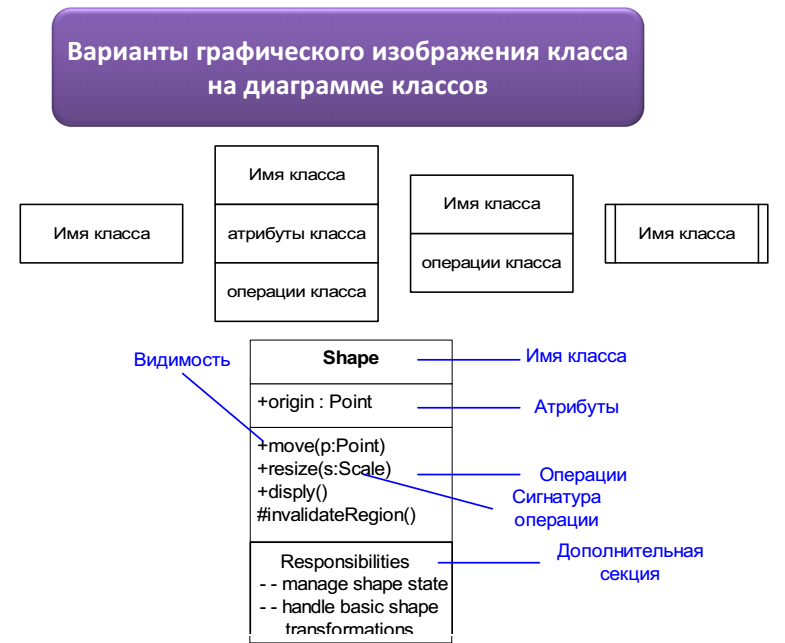 Варианты графического изображения класса
на диаграмме классов
Имя класса
Имя класса
атрибуты класса
операции класса
Имя класса
операции класса
Имя класса
Видимость
Shape
Имя класса
+origin : Point
Атрибуты
+move(p:Point)
+resize(s:Scale)
+disply()
#invalidateRegion()
Операции
Сигнатура
операции
Responsibilities
- - manage shape state
- - handle basic shape
transformations
Дополнительная
секция